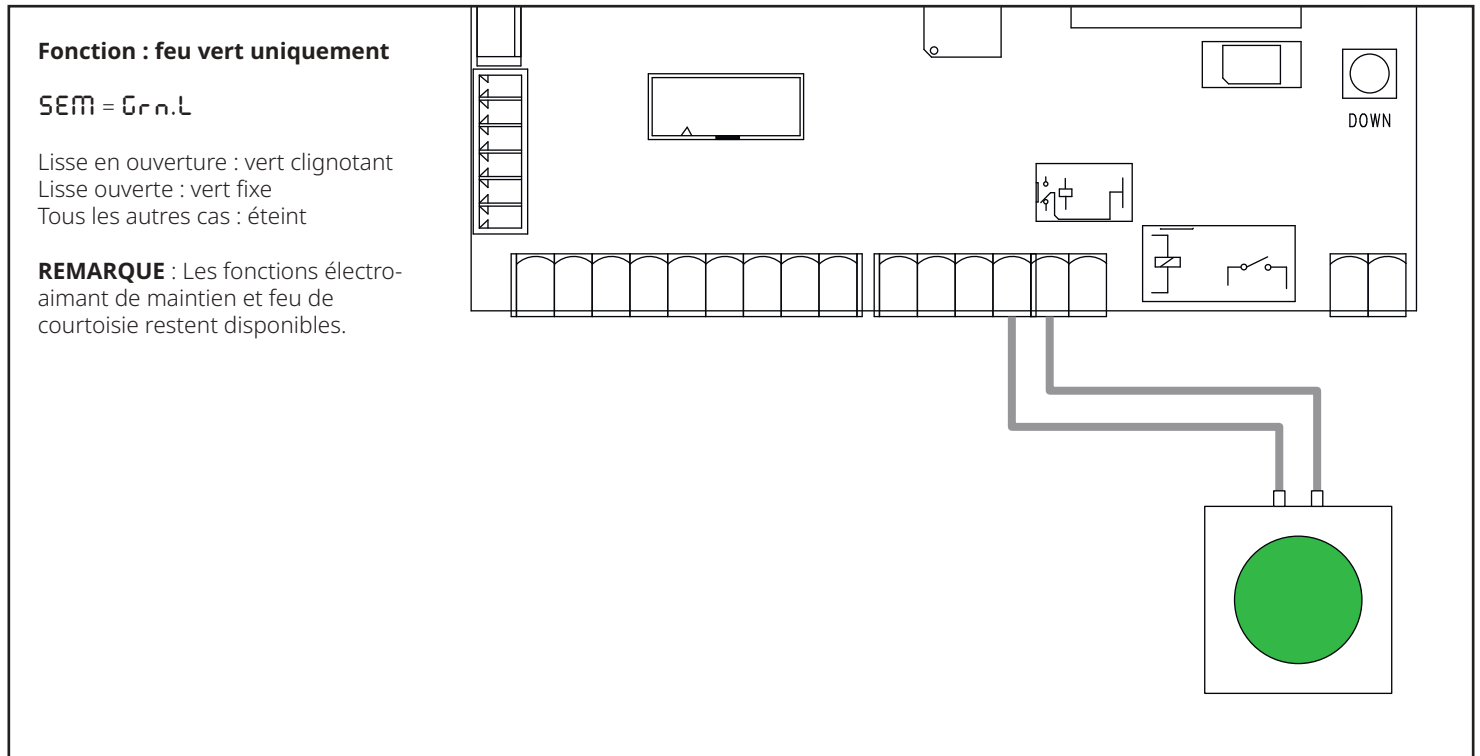 Fonction : feu vert uniquement
SEM = Grn.L
Lisse en ouverture : vert clignotant
Lisse ouverte : vert fixe
Tous les autres cas : éteint
REMARQUE : Les fonctions électro-
aimant de maintien et feu de
courtoisie restent disponibles.
DOWN